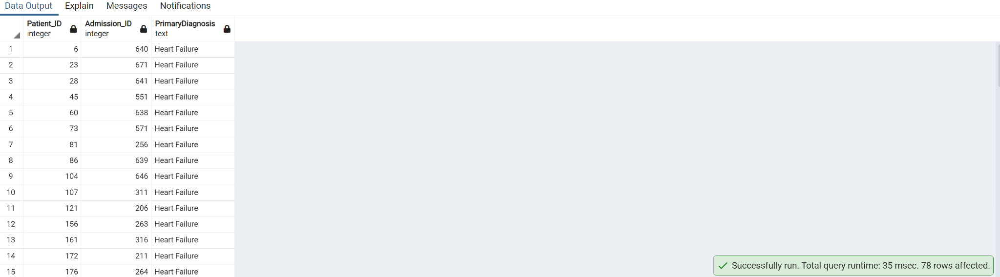 Data Output Explain Messages Notifications
Patient_ID Admission_ID PrimaryDiagnosis
integer integer text
1 6 640 Heart Failure
2 23 671 Heart Failure
3 28 641 Heart Failure
4 45 551 Heart Failure
5 60 638 Heart Failure
6 73 571 Heart Failure
7 81 256 Heart Failure
8 86 639 Heart Failure
9 104 646 Heart Failure
10 107 311 Heart Failure
11 121 206 Heart Failure
12 156 263 Heart Failure
13 161 316 Heart Failure
14 172 211 Heart Failure
15 176 264 Heart Failure
Successfully run. Total query runtime: 35 msec. 78 rows affected.